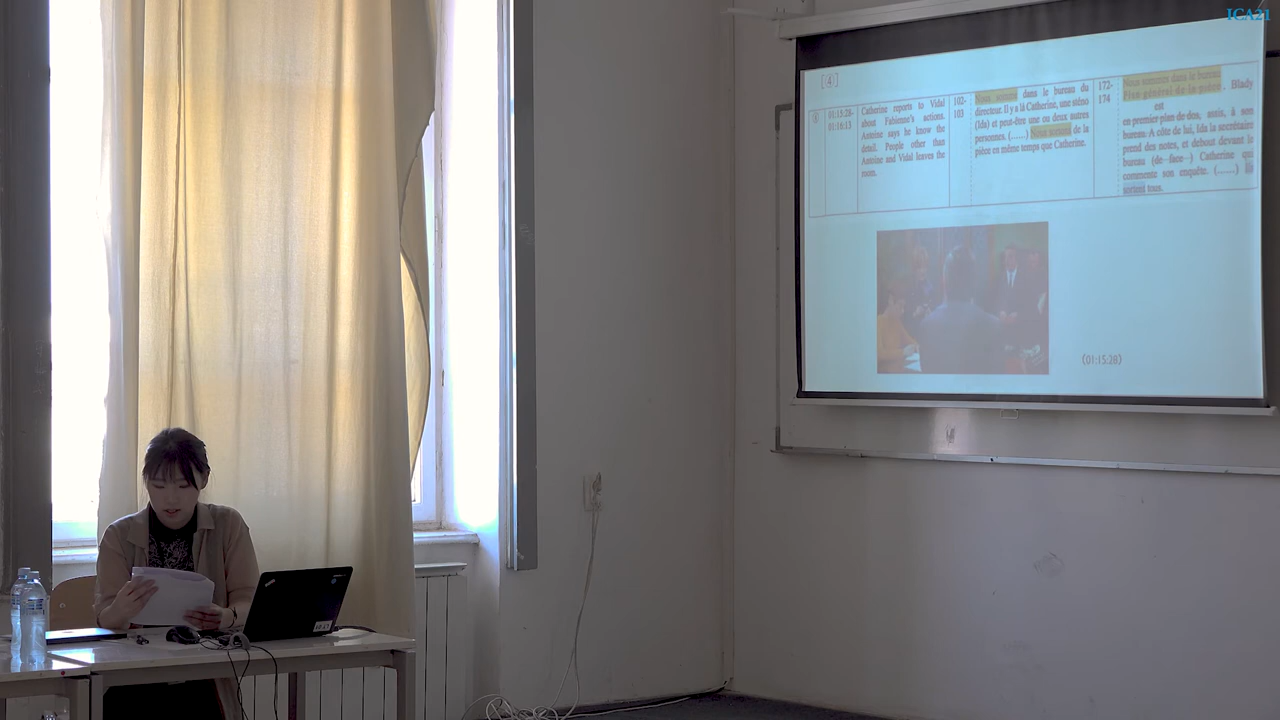 ICA21
[④]
⑧
01:15:28-
01:16:13
Catherine reports to Vidal
about Fabienne's actions.
Antoine says he know the
data2. People other than
Antoine and Vidal leaves the
room.
102-
103
Nous sommes dans le bureau du
directeur. Il y a là Catherine, une sténo
(Ida) et peut-être une ou deux autres
personnes. (......) Nous sortons de la
pièce en même temps que Catherine.
172-
174
Nous sommes dans le bureau
Plan général de la pièce. Blady
est
en premier plan de dos, assis, à son
bureau. A côte de lui, Ida la secrétaire
prend des notes, et debout devant le
bureau (de face) Catherine qui
commente son enquête. (......) Ils
sortent tous.
(01:15:28)